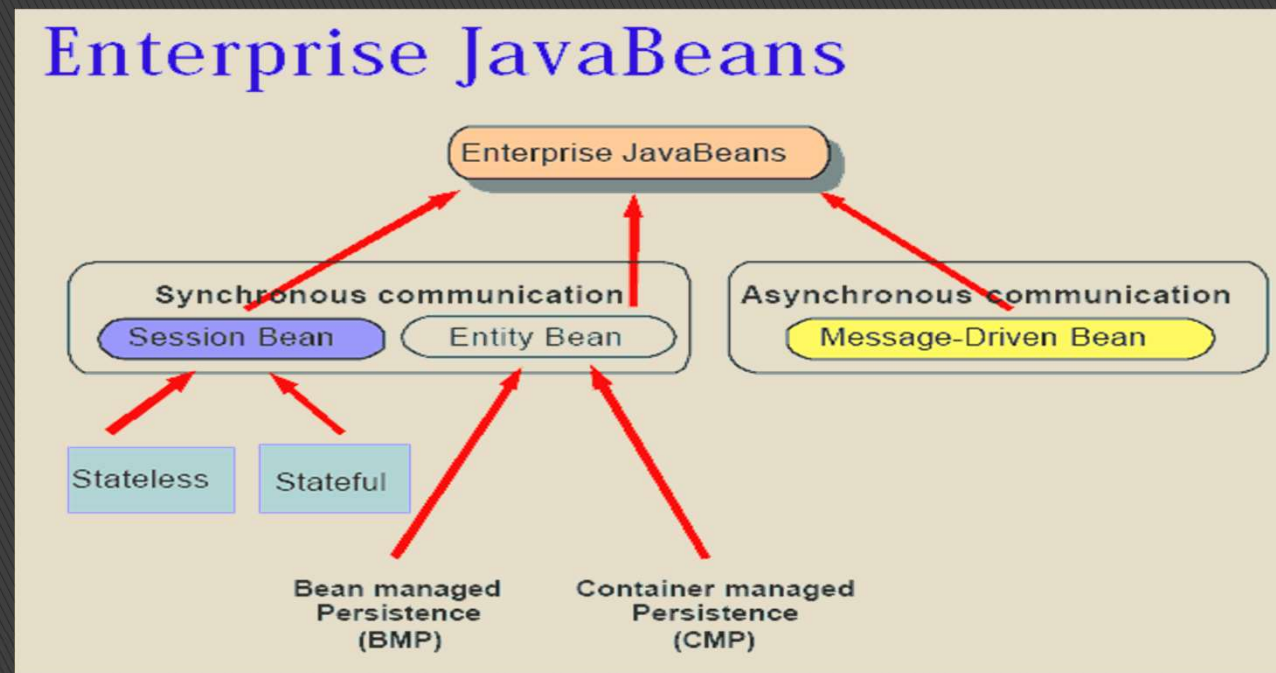 Enterprise JavaBeans
Enterprise JavaBeans
Synchronous communication
Asynchronous communication
Session Bean
Entity Bean
Message-Driven Bean
Stateless
Stateful
Bean managed
Persistence
(BMP)
Container managed
Persistence
(CMP)